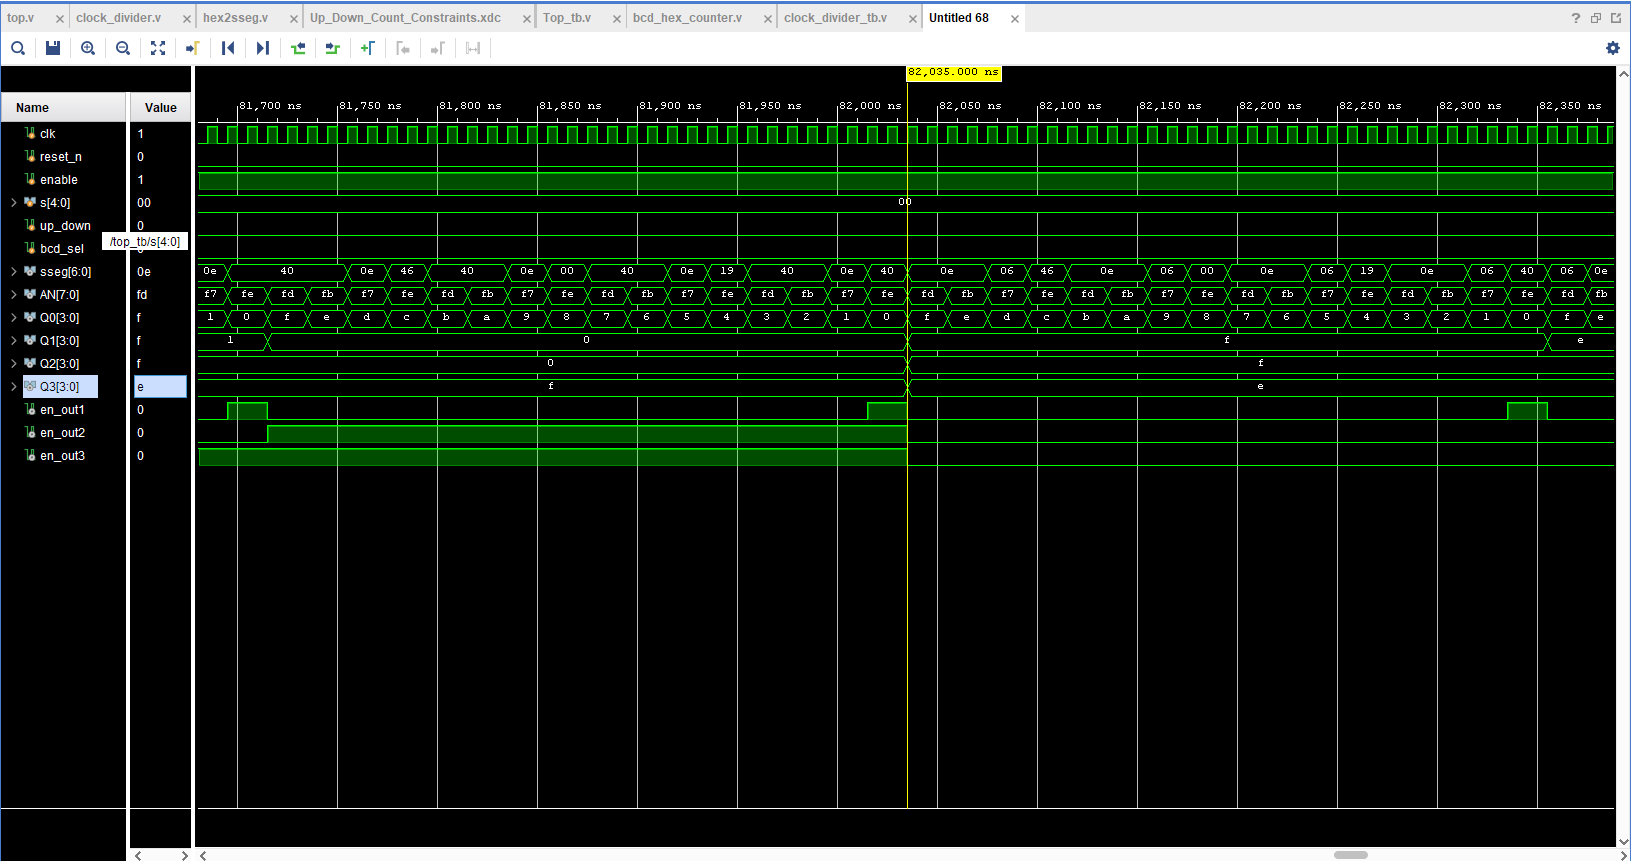 top.v × clock_divider.v × hex2sseg.v × Up_Down_Count_Constraints.xdc × Top_tb.v × bcd_hex_counter.v × clock_divider_tb.v × Untitled 68 × ?
82,035.000 ns
Name Value
81,700 ns 81,750 ns 81,800 ns 81,850 ns 81,900 ns 81,950 ns 82,000 ns 82,050 ns 82,100 ns 82,150 ns 82,200 ns 82,250 ns 82,300 ns 82,350 ns
clk 1
reset_n 0
enable 1
s[4:0] 00 00
up_down 0
/top_tb/s[4:0]
bcd_sel
sseg[6:0] 0e 0e 40 0e 46 40 0e 00 40 0e 19 40 0e 40 0e 06 46 0e 06 00 0e 06 19 0e 06 40 06 0e
AN[7:0] fd f7 fe fd fb f7 fe fd fb f7 fe fd fb f7 fe fd fb f7 fe fd fb f7 fe fd fb f7 fe fd fb f7 fe fd fb f7 fe fd fb
Q0[3:0] f 1 0 f e d c b a 9 8 7 6 5 4 3 2 1 0 f e d c b a 9 8 7 6 5 4 3 2 1 0 f e
Q1[3:0] f 1 0 f e
Q2[3:0] f 0 f
Q3[3:0] e f e
en_out1 0
en_out2 0
en_out3 0